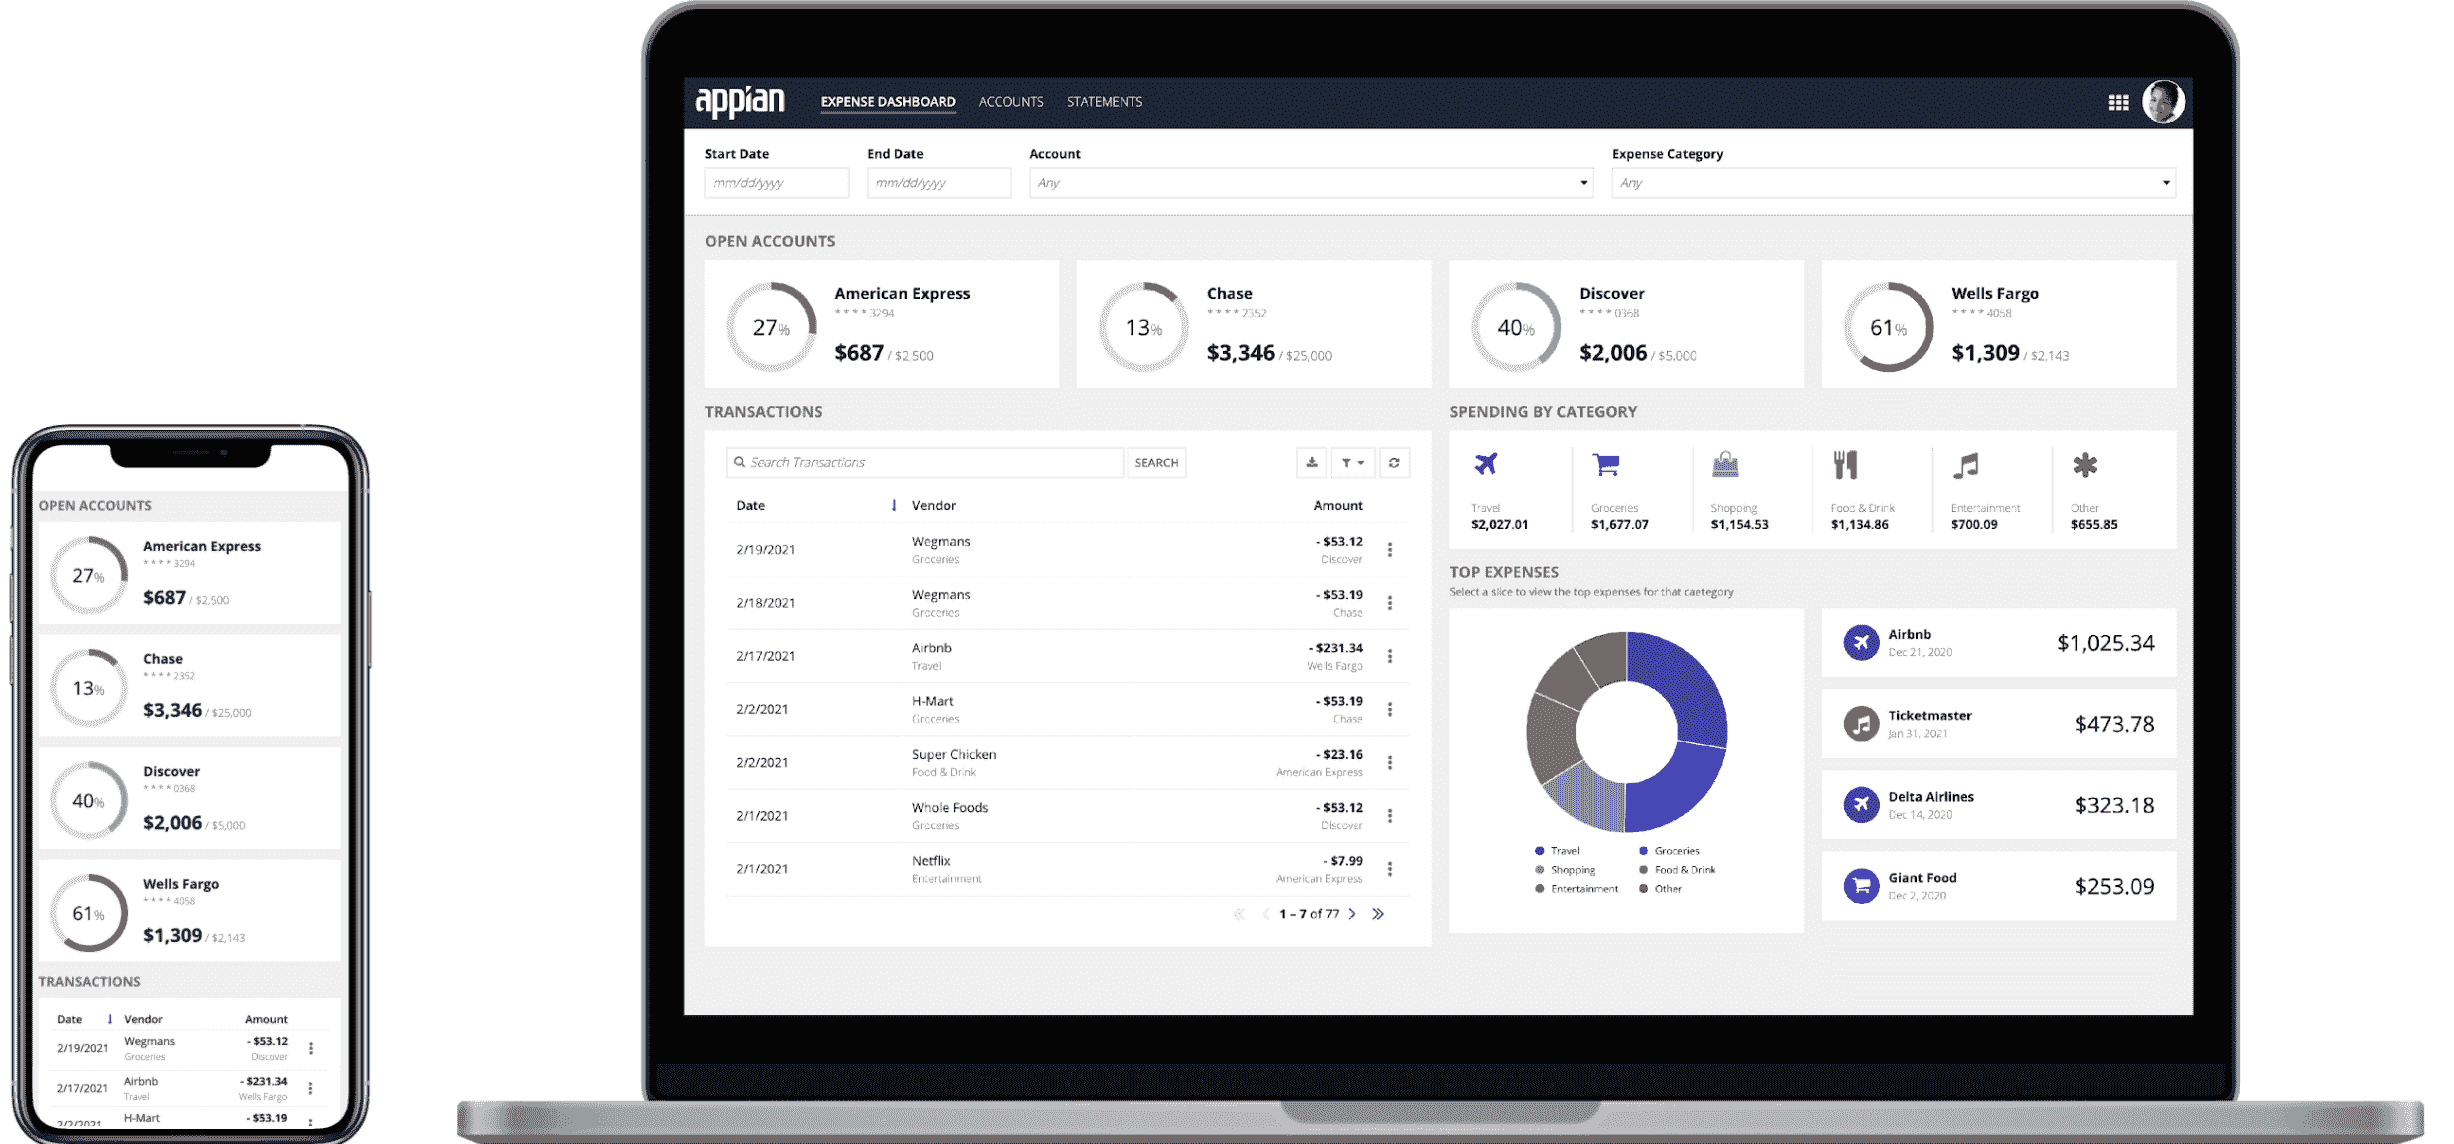 OPEN ACCOUNTS
27%
American Express
* * * * 3294
$687 / $2,500
13%
Chase
* * * * 2352
$3,346 / $25,000
40%
Discover
* * * * 0368
$2,006 / $5,000
61%
Wells Fargo
* * * * 4058
$1,309 / $2,143
TRANSACTIONS
Date Vendor Amount
2/19/2021 Wegmans - $53.12
Groceries Discover
2/17/2021 Airbnb - $231.34
Travel Wells Fargo
2/2/2021 H-Mart - $53.19
appian EXPENSE DASHBOARD ACCOUNTS STATEMENTS
Start Date End Date Account Expense Category
mm/dd/yyyy mm/dd/yyyy Any Any
OPEN ACCOUNTS
27%
American Express
* * * * 3294
$687 / $2,500
13%
Chase
* * * * 2352
$3,346 / $25,000
40%
Discover
* * * * 0368
$2,006 / $5,000
61%
Wells Fargo
* * * * 4058
$1,309 / $2,143
TRANSACTIONS
Search Transactions SEARCH
Date Vendor Amount
2/19/2021 Wegmans - $53.12
Groceries Discover
2/18/2021 Wegmans - $53.19
Groceries Chase
2/17/2021 Airbnb - $231.34
Travel Wells Fargo
2/2/2021 H-Mart - $53.19
Groceries Chase
2/2/2021 Super Chicken - $23.16
Food & Drink American Express
2/1/2021 Whole Foods - $53.12
Groceries Discover
2/1/2021 Netflix - $7.99
Entertainment American Express
1 – 7 of 77
SPENDING BY CATEGORY
Travel Groceries Shopping Food & Drink Entertainment Other
$2,027.01 $1,677.07 $1,154.53 $1,134.86 $700.09 $655.85
TOP EXPENSES
Select a slice to view the top expenses for that caetegory
Travel Groceries
Shopping Food & Drink
Entertainment Other
Airbnb $1,025.34
Dec 21, 2020
Ticketmaster $473.78
Jan 31, 2021
Delta Airlines $323.18
Dec 14, 2020
Giant Food $253.09
Dec 2, 2020